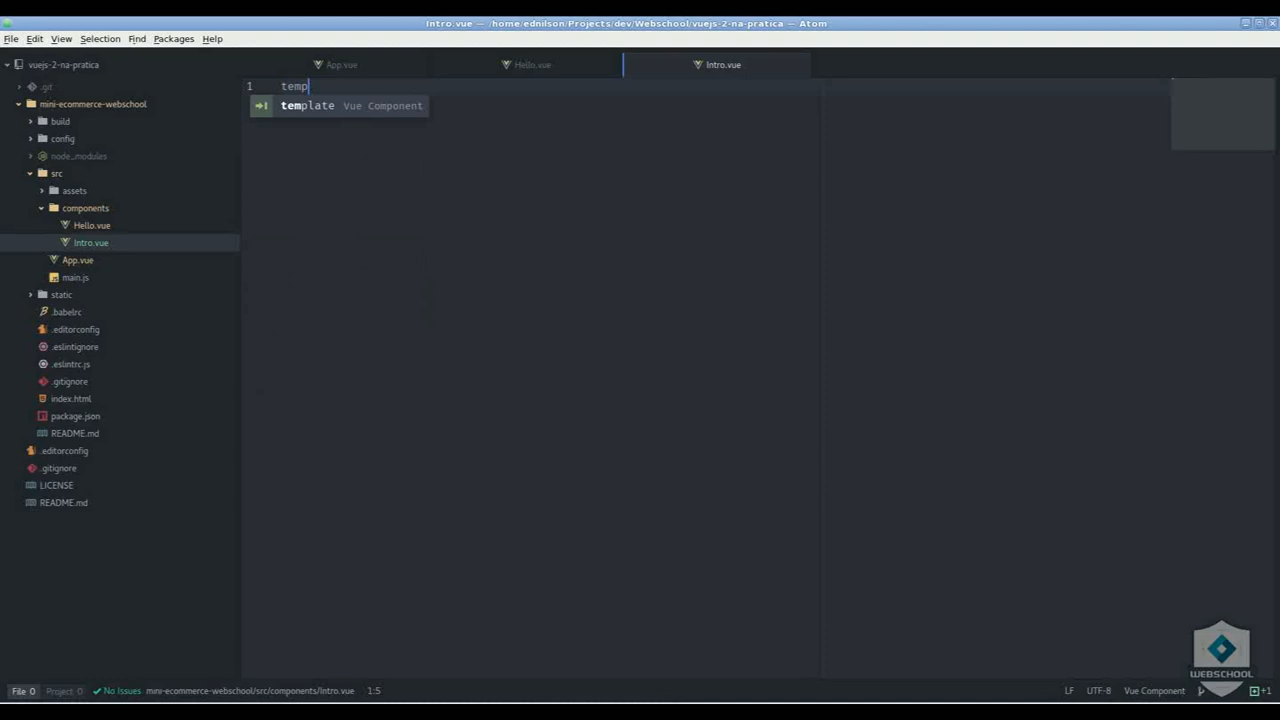 Intro.vue — /home/ednilson/Projects/dev/Webschool/vuejs-2-na-pratica — Atom
File Edit View Selection Find Packages Help
vuejs-2-na-pratica
App.vue
Hello.vue
Intro.vue
.git
mini-ecommerce-webschool
build
config
node_modules
src
assets
components
Hello.vue
Intro.vue
App.vue
main.js
static
.babelrc
.editorconfig
.eslintignore
.eslintrc.js
.gitignore
index.html
package.json
README.md
.editorconfig
.gitignore
LICENSE
README.md
1 temp
template Vue Component
WEBSCHOOL
File 0 Project 0 No Issues mini-ecommerce-webschool/src/components/Intro.vue 1:5 LF UTF-8 Vue Component +1